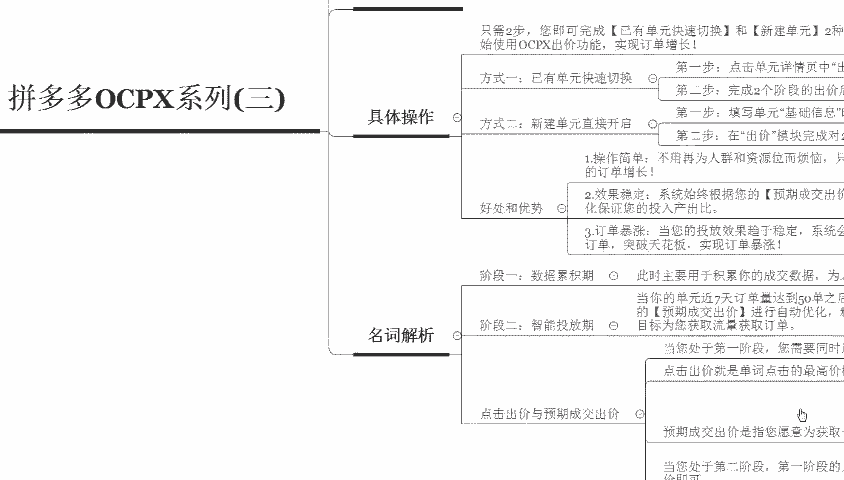 拼多多OCPX系列(三)
具体操作
只需2步，您即可完成【已有单元快速切换】和【新建单元】2种
始使用OCPX出价功能，实现订单增长！
方式一：已有单元快速切换
第一步：点击单元详情页中“出
第二步：完成2个阶段的出价后
方式二：新建单元直接开启
第一步：填写单元“基础信息”
第二步：在“出价”模块完成对2
好处和优势
1.操作简单：不用再为人群和资源位而烦恼，只
的订单增长！
2.效果稳定：系统始终根据您的【预期成交出价
化保证您的投入产出比。
3.订单暴涨：当您的投放效果趋于稳定，系统会
订单，突破天花板，实现订单暴涨！
名词解析
阶段一：数据累积期
此时主要用于积累你的成交数据，为
阶段二：智能投放期
当你的单元近7天订单量达到50单之后
的【预期成交出价】进行自动优化，
目标为您获取流量获取订单。
点击出价与预期成交出价
当您处于第一阶段，您需要同时
点击出价就是单词点击的最高价格
预期成交出价是指您愿意为获取一
当您处于第二阶段，第一阶段的
价即可